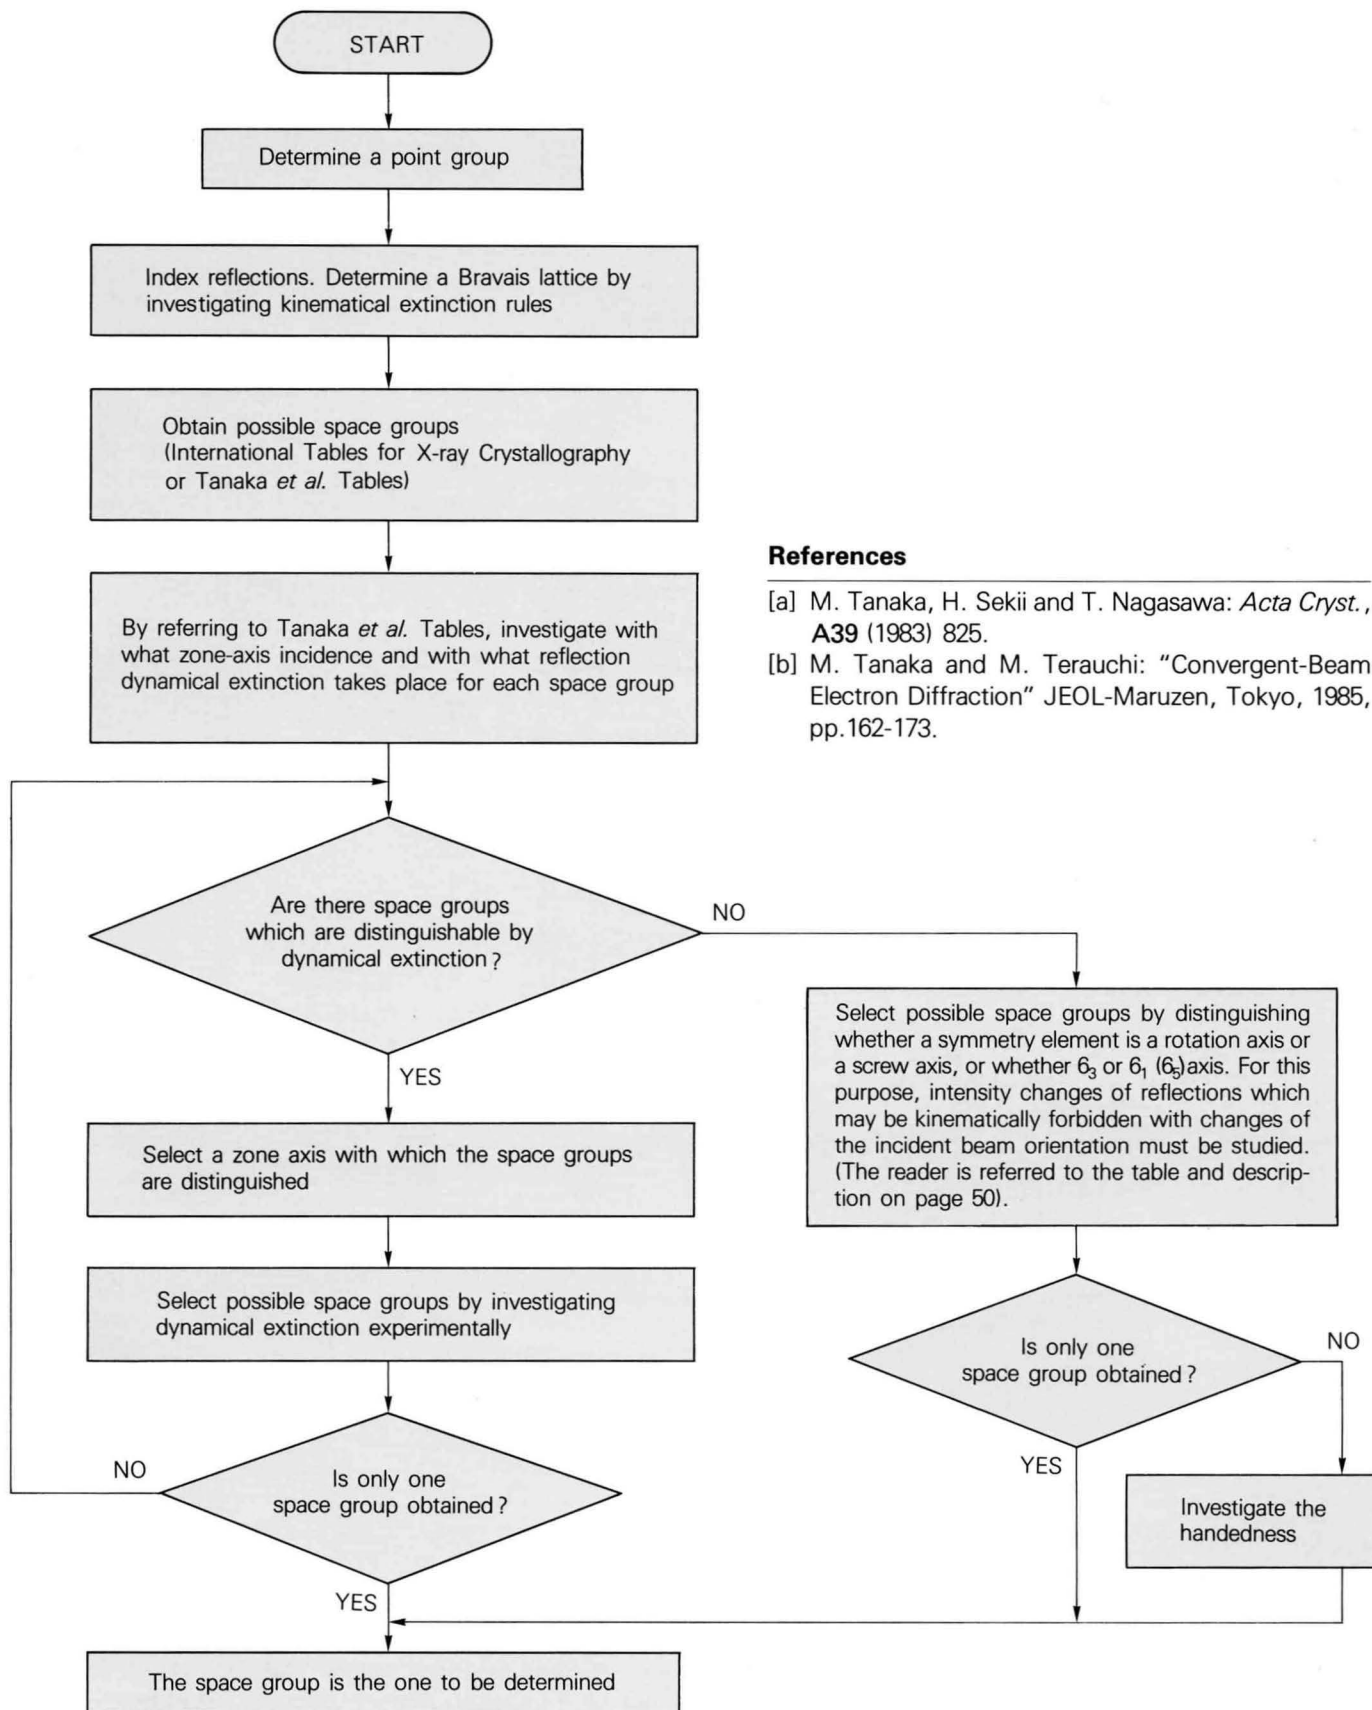 START
Determine a point group
Index reflections. Determine a Bravais lattice by
investigating kinematical extinction rules
Obtain possible space groups
(International Tables for X-ray Crystallography
or Tanaka et al. Tables)
By referring to Tanaka et al. Tables, investigate with
what zone-axis incidence and with what reflection
dynamical extinction takes place for each space group
References
[a] M. Tanaka, H. Sekii and T. Nagasawa: Acta Cryst.,
A39 (1983) 825.
[b] M. Tanaka and M. Terauchi: "Convergent-Beam
Electron Diffraction" JEOL-Maruzen, Tokyo, 1985,
pp.162-173.
Are there space groups
which are distinguishable by
dynamical extinction?
NO
YES
Select a zone axis with which the space groups
are distinguished
Select possible space groups by investigating
dynamical extinction experimentally
Is only one
space group obtained?
NO
YES
Select possible space groups by distinguishing
whether a symmetry element is a rotation axis or
a screw axis, or whether 6₃ or 6₁ (6₅)axis. For this
purpose, intensity changes of reflections which
may be kinematically forbidden with changes of
the incident beam orientation must be studied.
(The reader is referred to the table and descrip-
tion on page 50).
Is only one
space group obtained?
NO
YES
Investigate the
handedness
The space group is the one to be determined